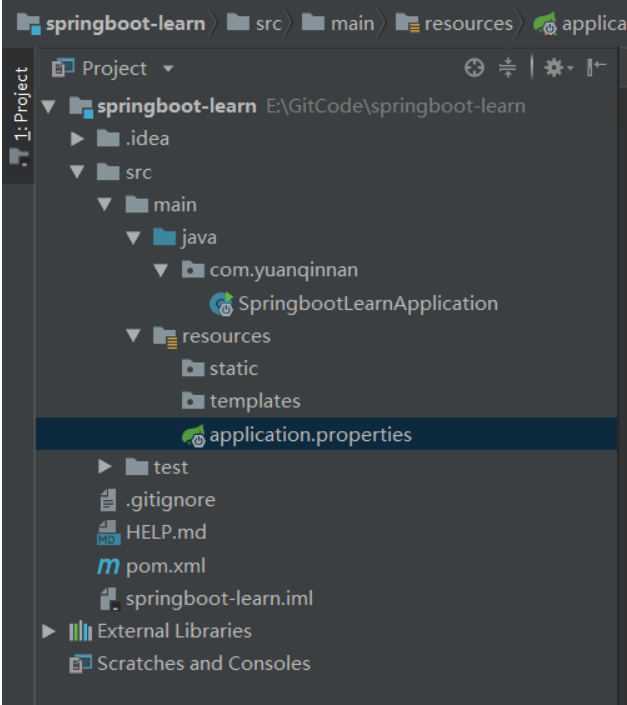 springboot-learn src main resources applica
1: Project
Project
springboot-learn E:\GitCode\springboot-learn
.idea
src
main
java
com.yuanqinnan
SpringbootLearnApplication
resources
static
templates
application.properties
test
.gitignore
MD HELP.md
m pom.xml
springboot-learn.iml
External Libraries
Scratches and Consoles